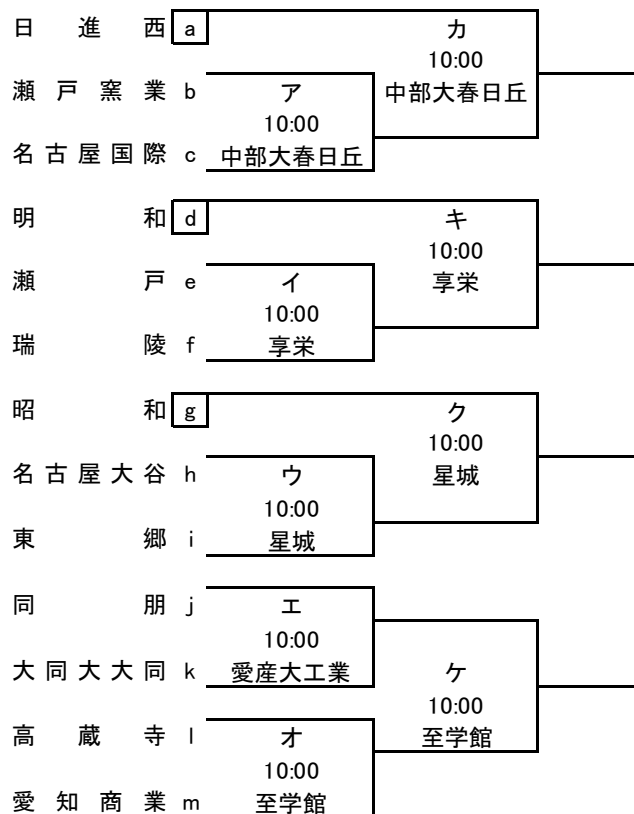 日進西 a
カ
10:00
中部大春日丘
瀬戸窯業 b
ア
10:00
中部大春日丘
名古屋国際 c
明和 d
キ
10:00
享栄
瀬戸 e
イ
10:00
享栄
瑞陵 f
昭和 g
ク
10:00
星城
名古屋大谷 h
ウ
10:00
星城
東郷 i
同朋 j
エ
10:00
愛産大工業
大同大大同 k
ケ
10:00
至学館
高蔵寺 l
オ
10:00
至学館
愛知商業 m